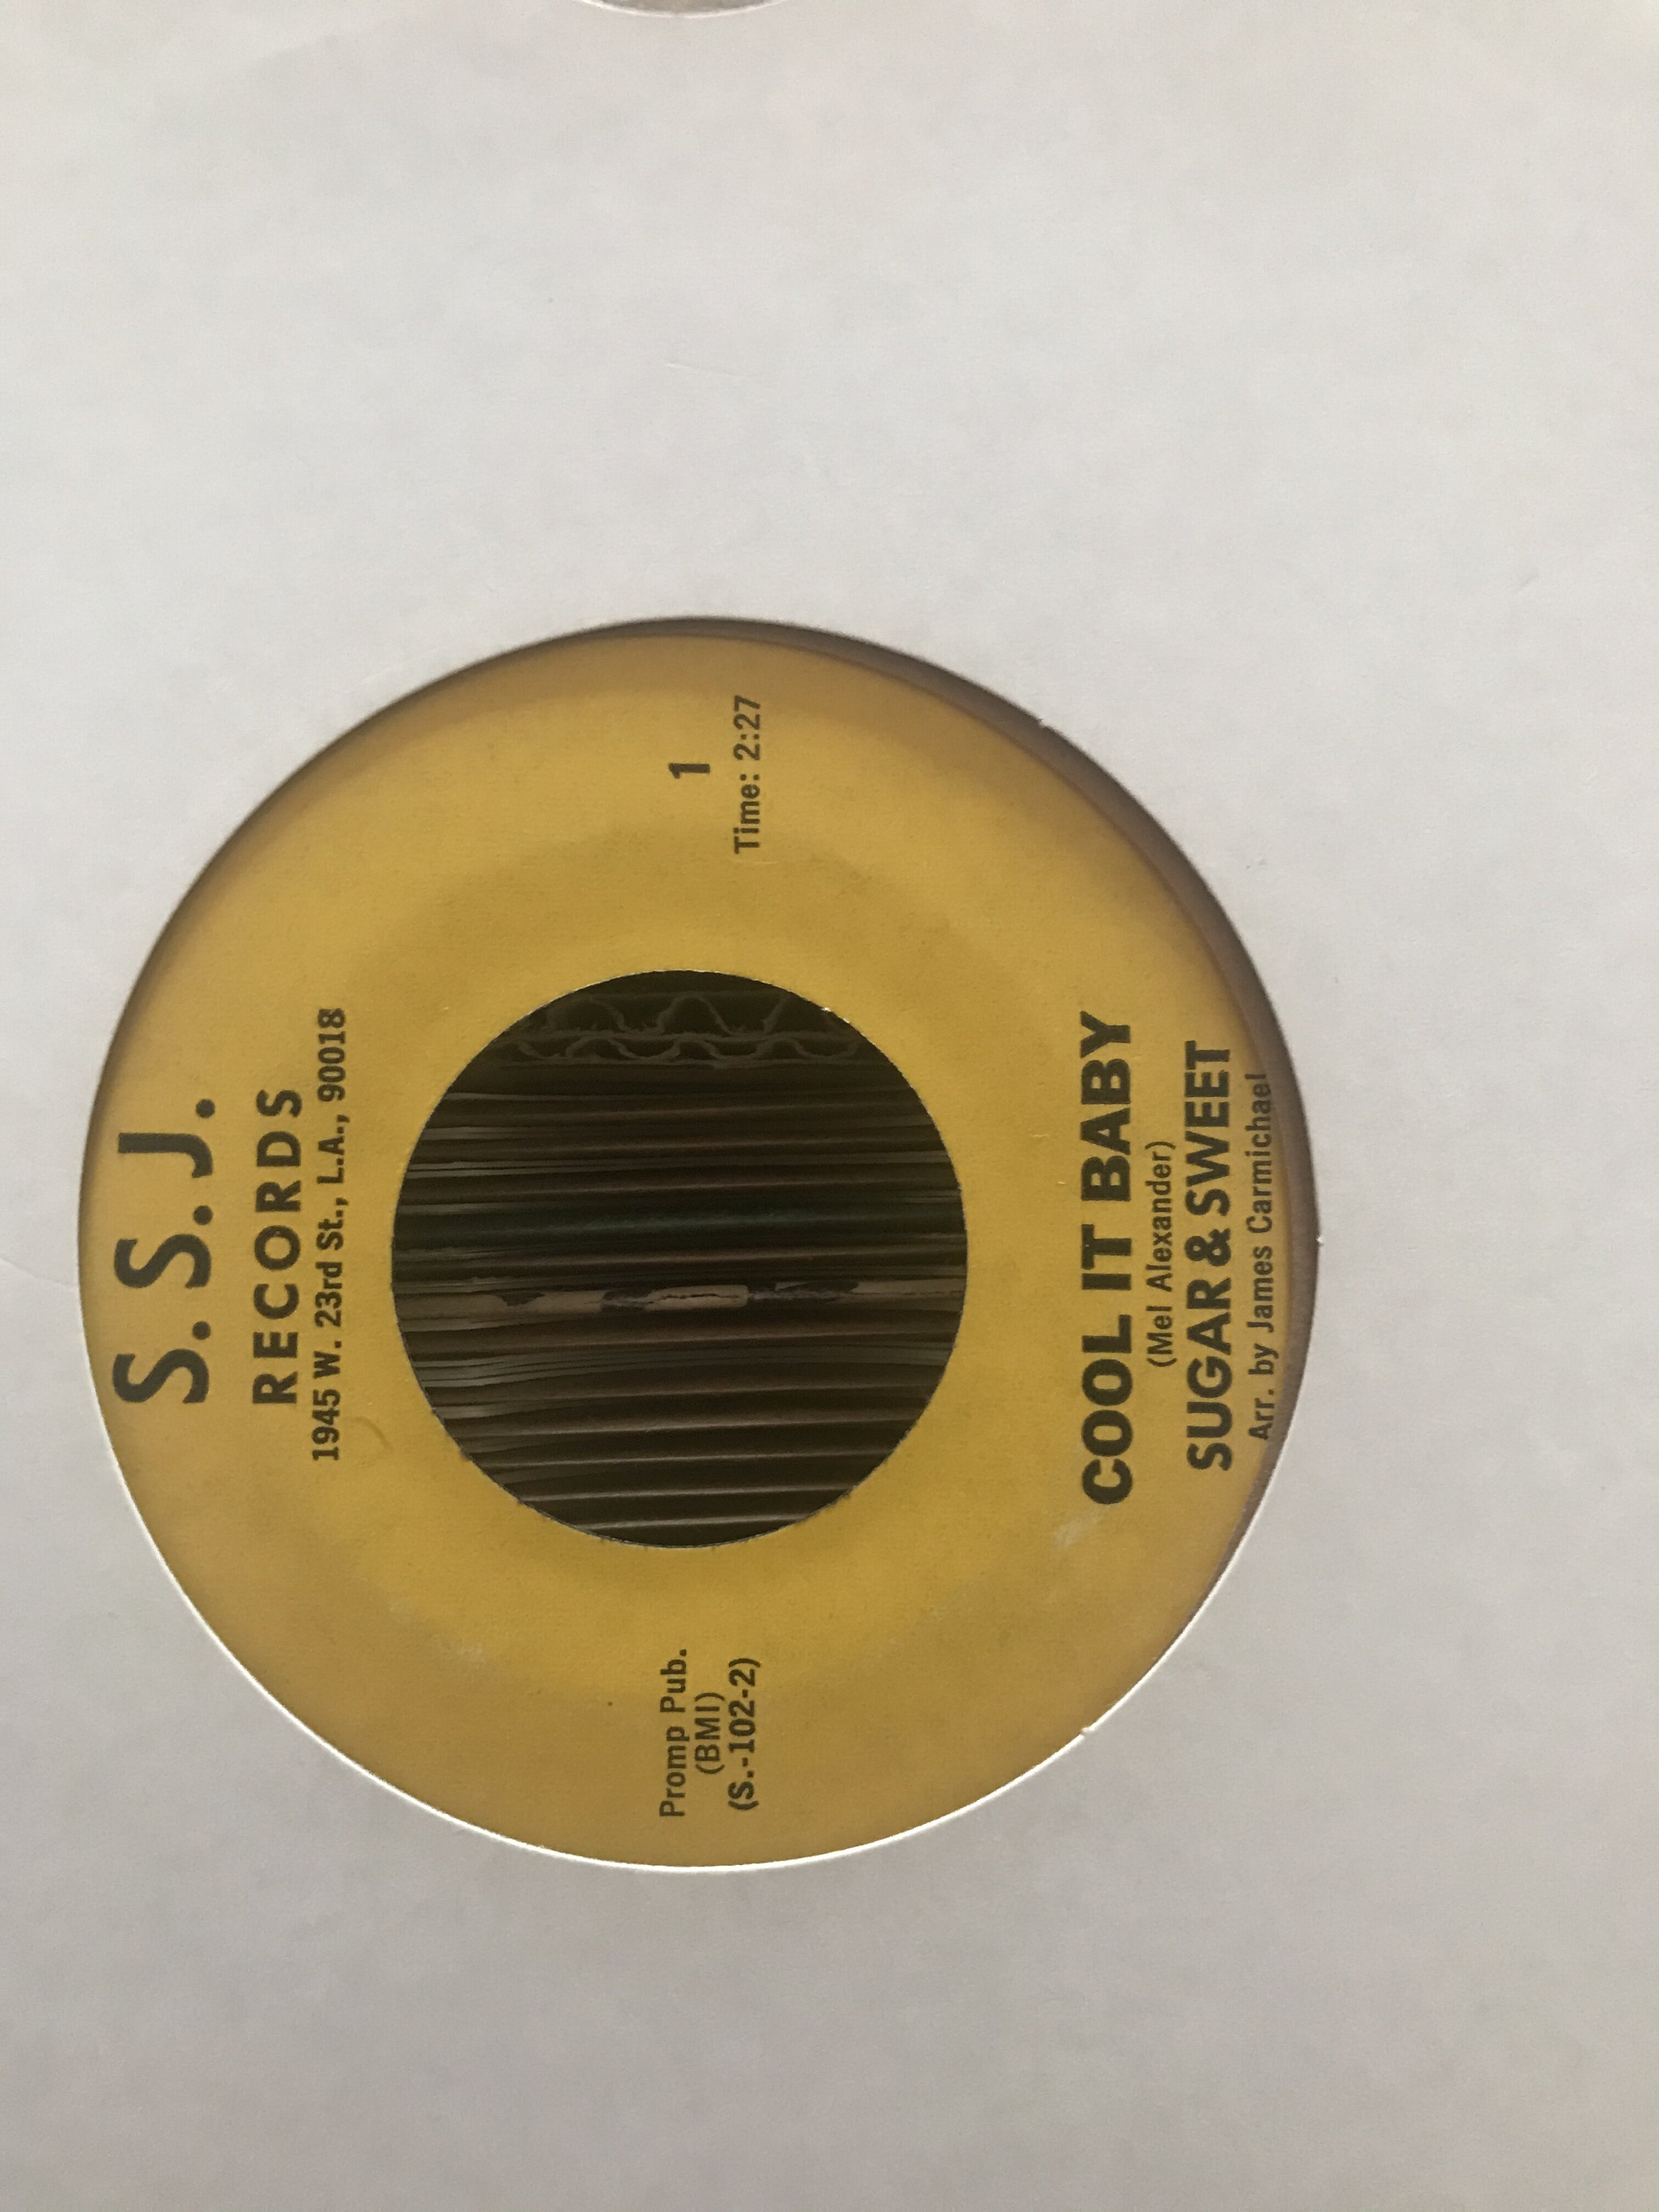 S. S. J.
RECORDS
1945 W. 23rd St., L.A., 90018
Promp Pub.
(BMI)
(S.-102-2)
1
Time: 2:27
COOL IT BABY
(Mel Alexander)
SUGAR & SWEET
Arr. by James Carmichael